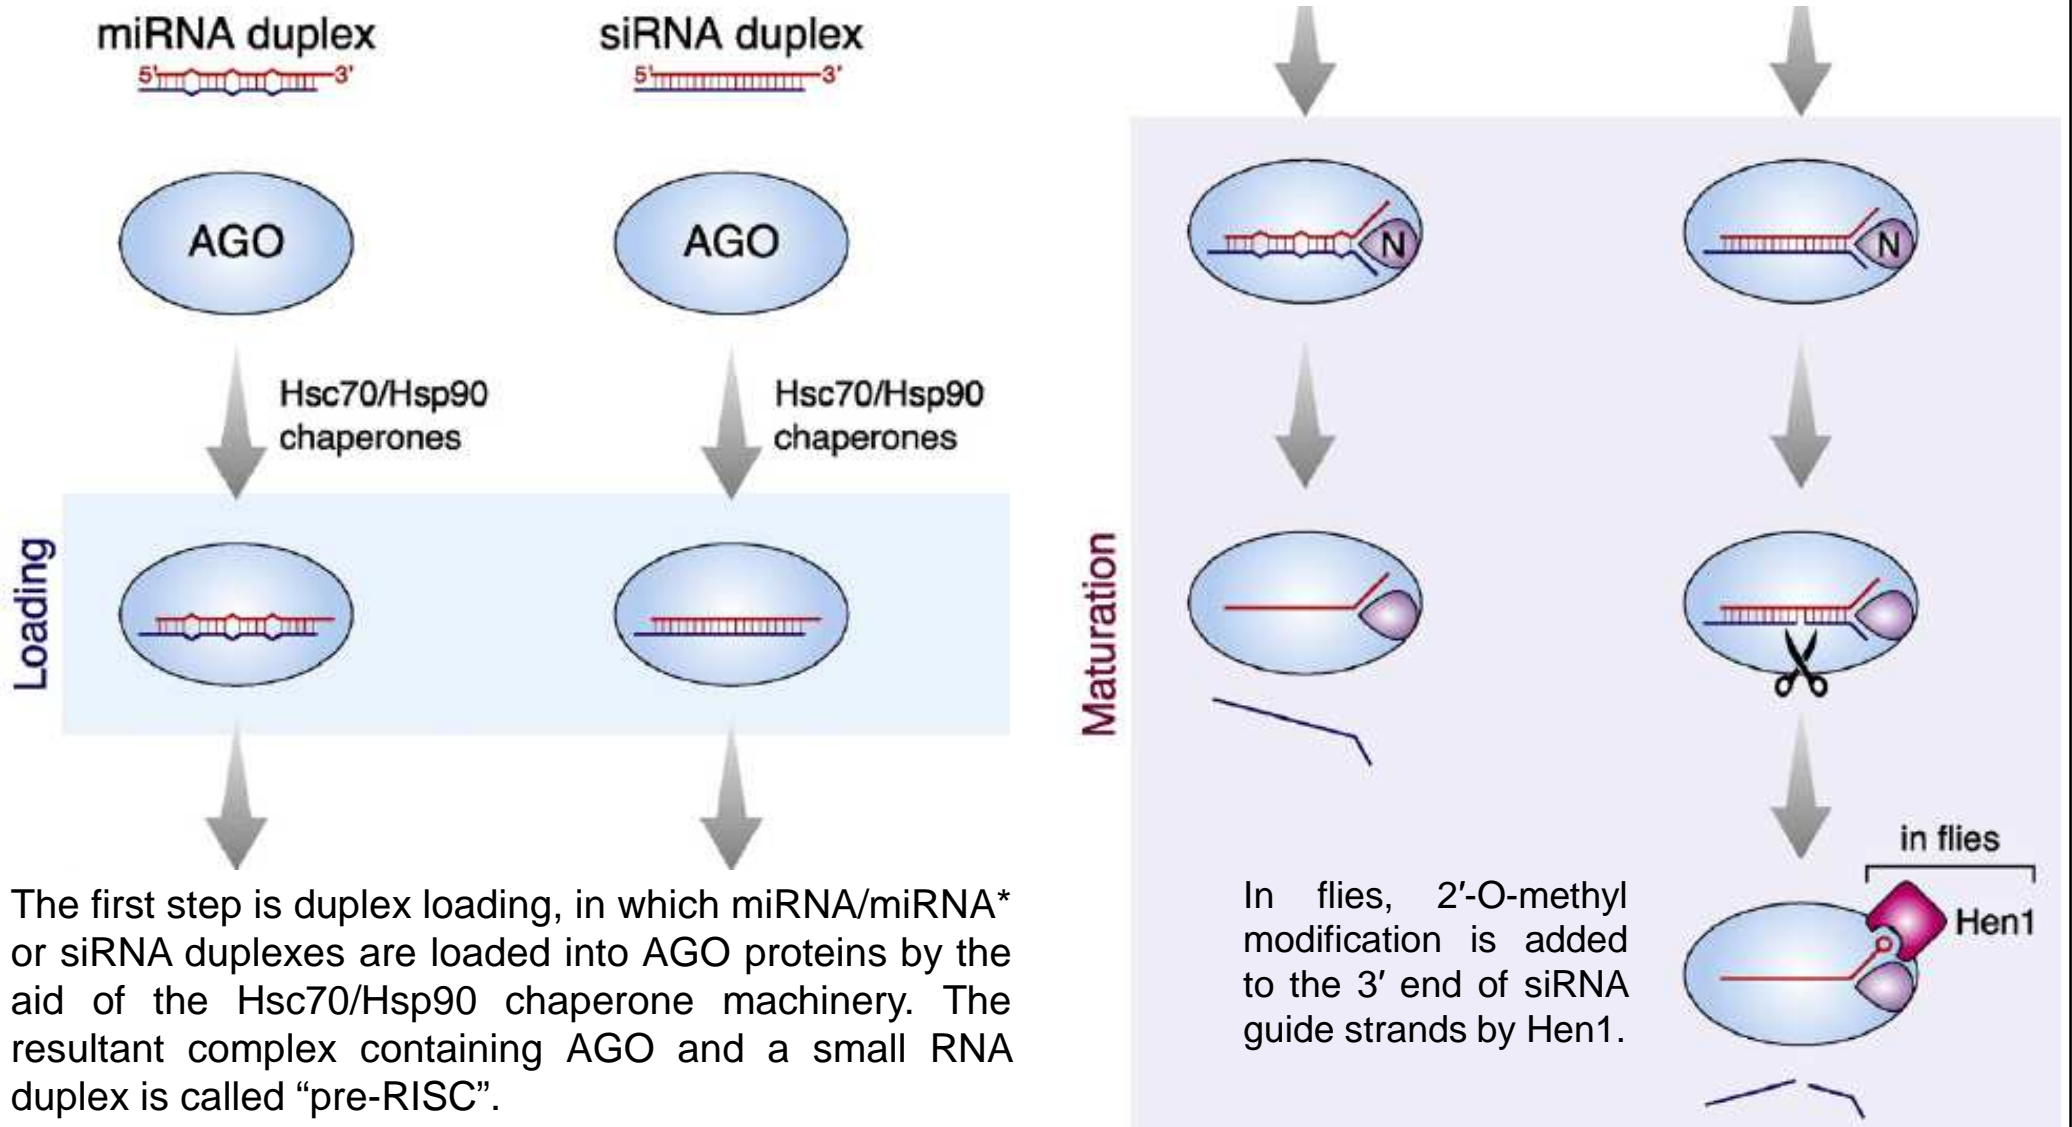 miRNA duplex
5' 3'
siRNA duplex
5' 3'
AGO
AGO
Hsc70/Hsp90
chaperones
Hsc70/Hsp90
chaperones
Loading
The first step is duplex loading, in which miRNA/miRNA*
or siRNA duplexes are loaded into AGO proteins by the
aid of the Hsc70/Hsp90 chaperone machinery. The
resultant complex containing AGO and a small RNA
duplex is called “pre-RISC”.
N
N
Maturation
in flies
Hen1
In flies, 2′-O-methyl
modification is added
to the 3′ end of siRNA
guide strands by Hen1.